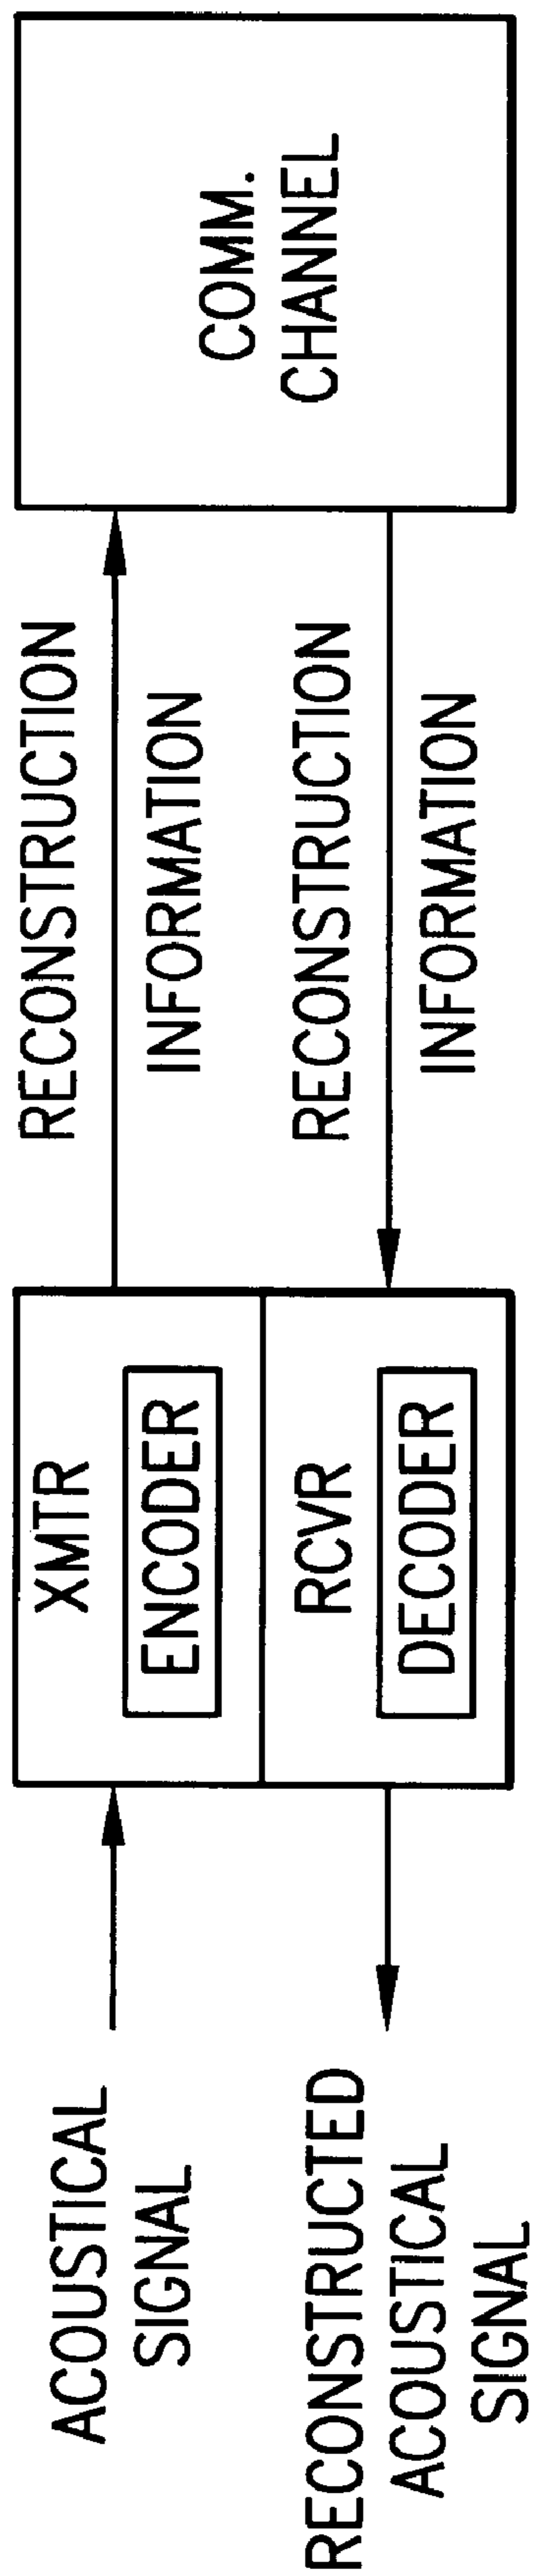 ACOUSTICAL
SIGNAL
XMTR
ENCODER
RECONSTRUCTION
INFORMATION
COMM.
CHANNEL
RECONSTRUCTED
ACOUSTICAL
SIGNAL
RCVR
DECODER
RECONSTRUCTION
INFORMATION